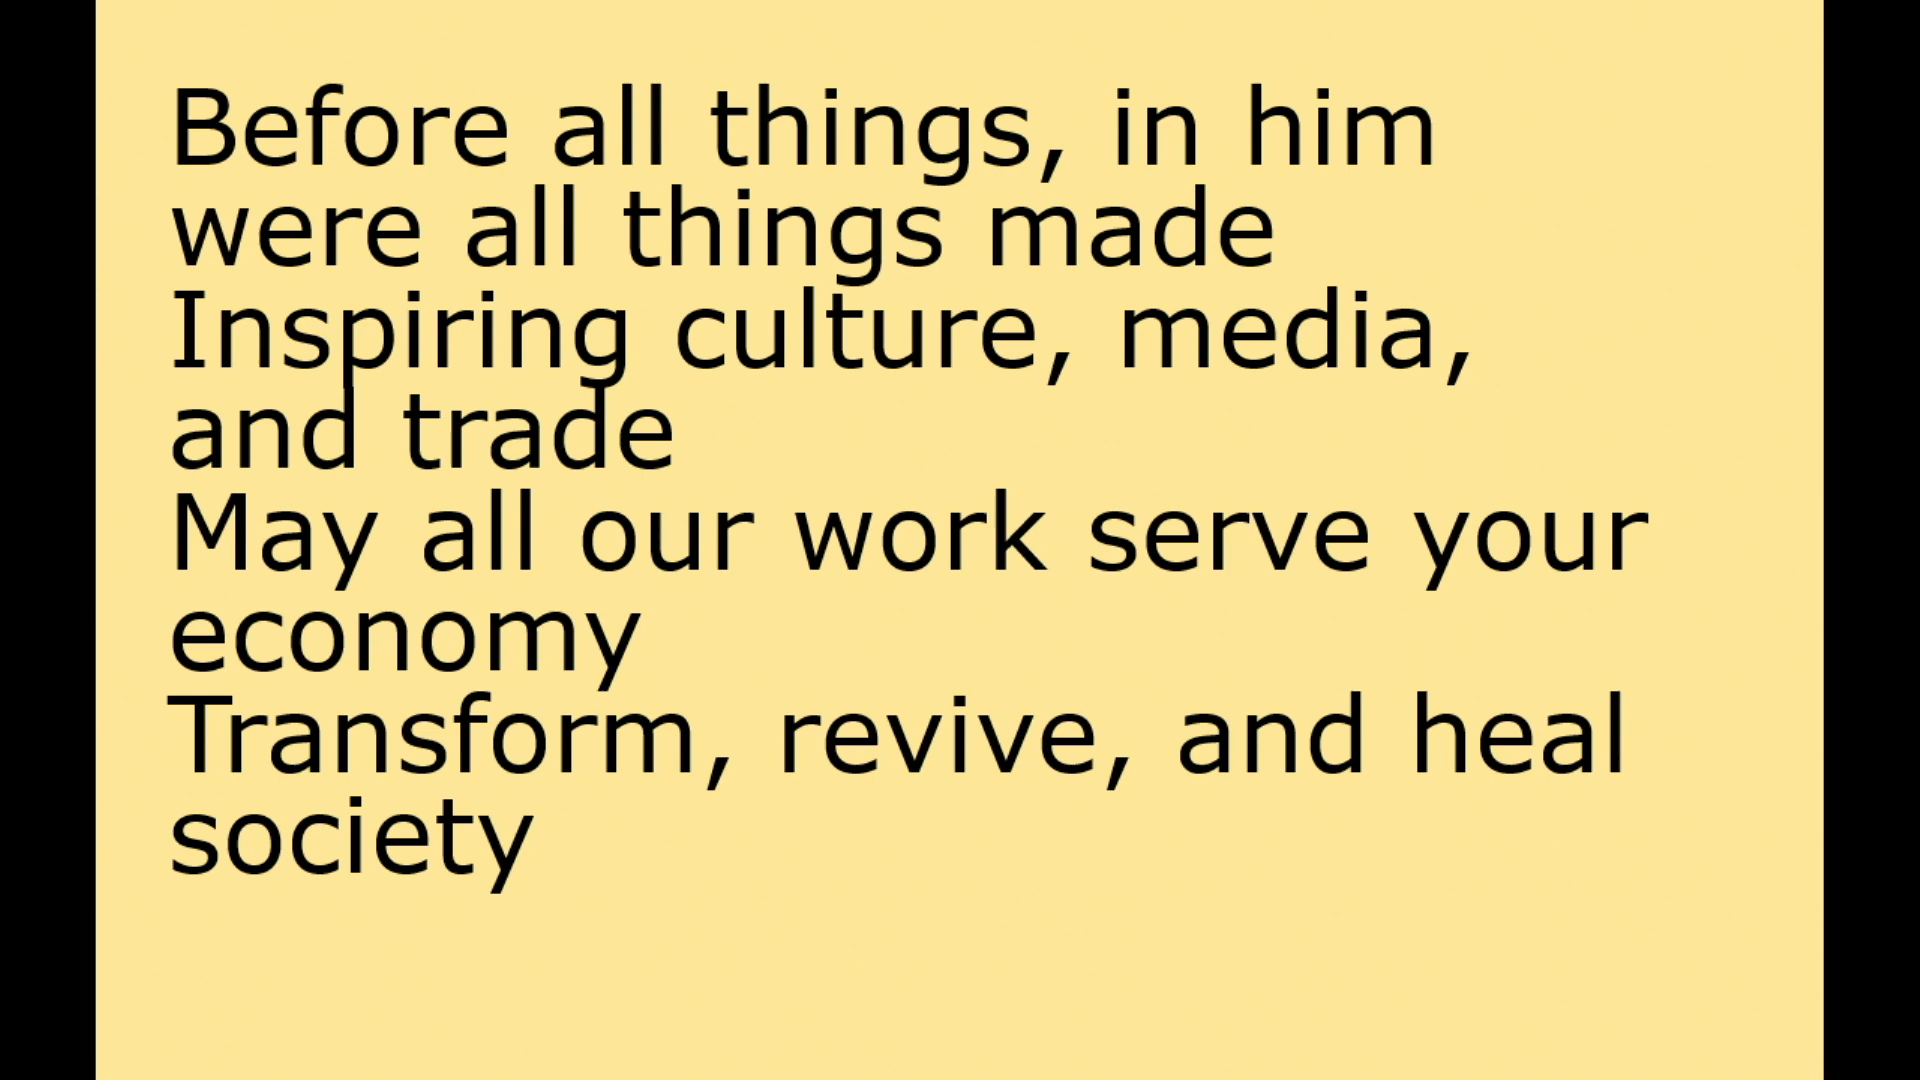 Before all things, in him
were all things made
Inspiring culture, media,
and trade
May all our work serve your
economy
Transform, revive, and heal
society